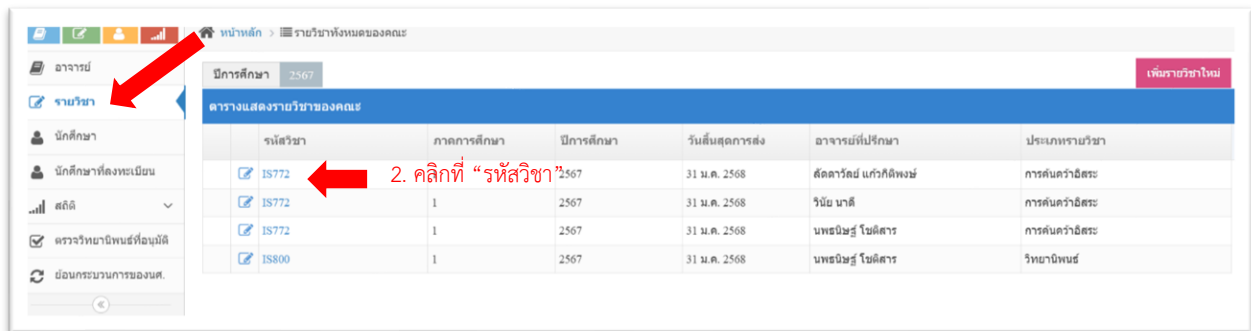 หน้าหลัก > รายวิชาทั้งหมดของคณะ
อาจารย์
รายวิชา
นักศึกษา
นักศึกษาที่ลงทะเบียน
สถิติ
ตรวจวิทยานิพนธ์ที่อนุมัติ
ย้อนกระบวนการของนศ.
ปีการศึกษา 2567
เพิ่มรายวิชาใหม่
ตารางแสดงรายวิชาของคณะ
รหัสวิชา ภาคการศึกษา ปีการศึกษา วันสิ้นสุดการส่ง อาจารย์ที่ปรึกษา ประเภทรายวิชา
IS772 2567 31 ม.ค. 2568 ลัดดาวัลย์ แก้วกิติพงษ์ การค้นคว้าอิสระ
2. คลิกที่ “รหัสวิชา”
IS772 1 2567 31 ม.ค. 2568 วินัย นาดี การค้นคว้าอิสระ
IS772 1 2567 31 ม.ค. 2568 นพธนิษฐ์ โชติสาร การค้นคว้าอิสระ
IS800 1 2567 31 ม.ค. 2568 นพธนิษฐ์ โชติสาร วิทยานิพนธ์